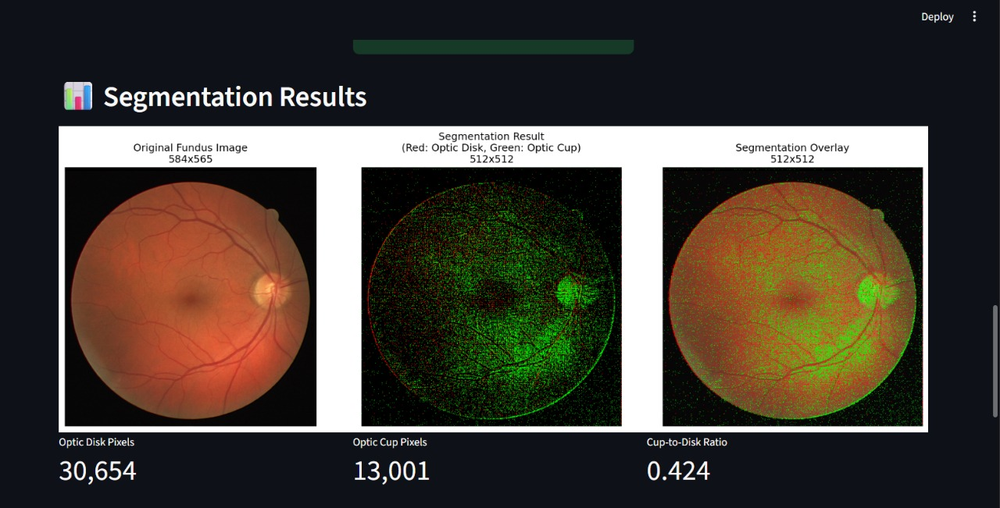 Deploy
Segmentation Results
Original Fundus Image
584x565
Segmentation Result
(Red: Optic Disk, Green: Optic Cup)
512x512
Segmentation Overlay
512x512
Optic Disk Pixels
30,654
Optic Cup Pixels
13,001
Cup-to-Disk Ratio
0.424